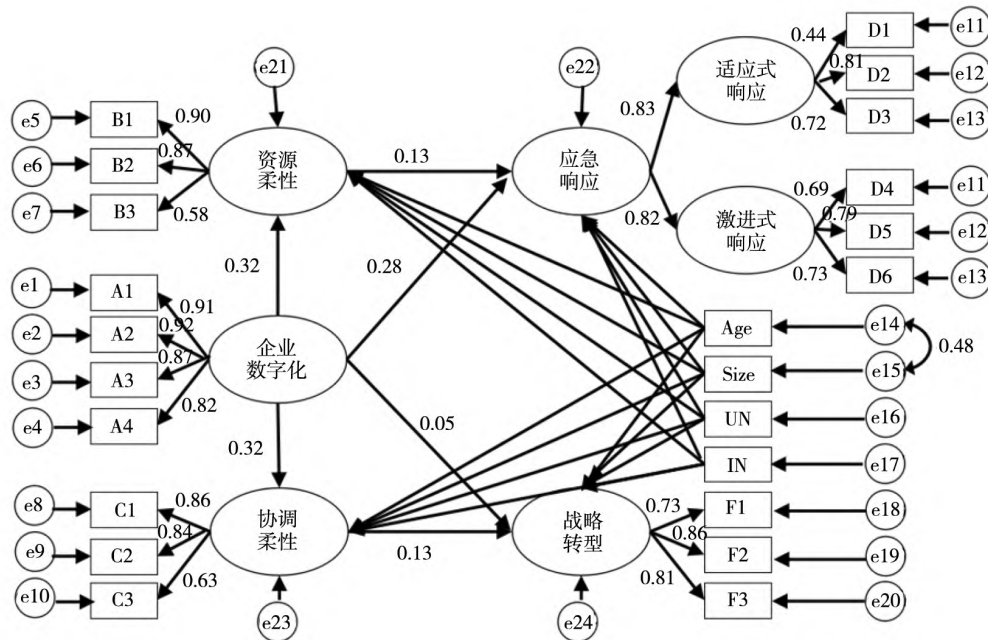 e21
e22
0.44
D1
e11
适应式
响应
0.81
D2
e12
0.72
D3
e13
e5
B1
0.90
e6
B2
0.87
e7
B3
0.58
资源
柔性
0.13
应急
响应
0.83
0.82
0.69
D4
e11
激进式
响应
0.79
D5
e12
0.73
D6
e13
0.32
0.28
e1
A1
0.91
e2
A2
0.92
e3
A3
0.87
e4
A4
0.82
企业
数字化
Age
e14
0.48
Size
e15
UN
e16
IN
e17
0.05
0.32
e8
C1
0.86
e9
C2
0.84
e10
C3
0.63
协调
柔性
0.13
战略
转型
0.73
F1
e18
0.86
F2
e19
0.81
F3
e20
e23
e24